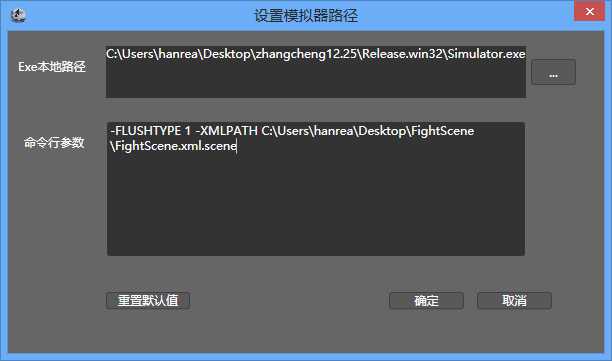 设置模拟器路径
Exe本地路径
C:\Users\hanrea\Desktop\zhangcheng12.25\Release.win32\Simulator.exe
...
命令行参数
-FLUSHTYPE 1 -XMLPATH C:\Users\hanrea\Desktop\FightScene
\FightScene.xml.scene
重置默认值
确定
取消